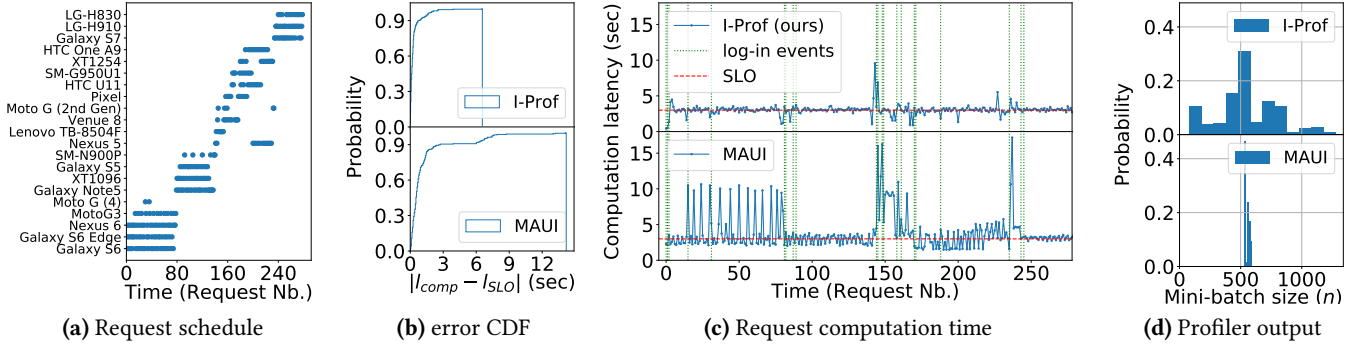 LG-H830
LG-H910
Galaxy S7
HTC One A9
XT1254
SM-G950U1
HTC U11
Pixel
Moto G (2nd Gen)
Venue 8
Lenovo TB-8504F
Nexus 5
SM-N900P
Galaxy S5
XT1096
Galaxy Note5
Moto G (4)
MotoG3
Nexus 6
Galaxy S6 Edge
Galaxy S6
0 80 160 240
Time (Request Nb.)
(a) Request schedule
Probability
0.9
0.6
0.3
0.0
I-Prof
0.9
0.6
0.3
0.0
MAUI
0 3 6 9 12
|l_comp − l_SLO| (sec)
(b) error CDF
Computation latency (sec)
15
10
5
0
I-Prof (ours)
log-in events
SLO
15
10
5
0
MAUI
0 50 100 150 200 250
Time (Request Nb.)
(c) Request computation time
Probability
0.4
0.2
0.0
I-Prof
0.4
0.2
0.0
MAUI
0 500 1000
Mini-batch size (n)
(d) Profiler output